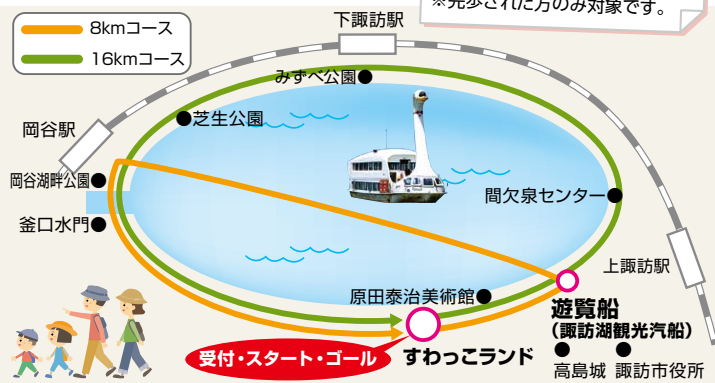 ※完歩された方のみ対象です。
8kmコース
16kmコース
下諏訪駅
みずべ公園
芝生公園
岡谷駅
岡谷湖畔公園
釜口水門
間欠泉センター
上諏訪駅
原田泰治美術館
遊覧船
(諏訪湖観光汽船)
受付・スタート・ゴール
すわっこランド
高島城
諏訪市役所